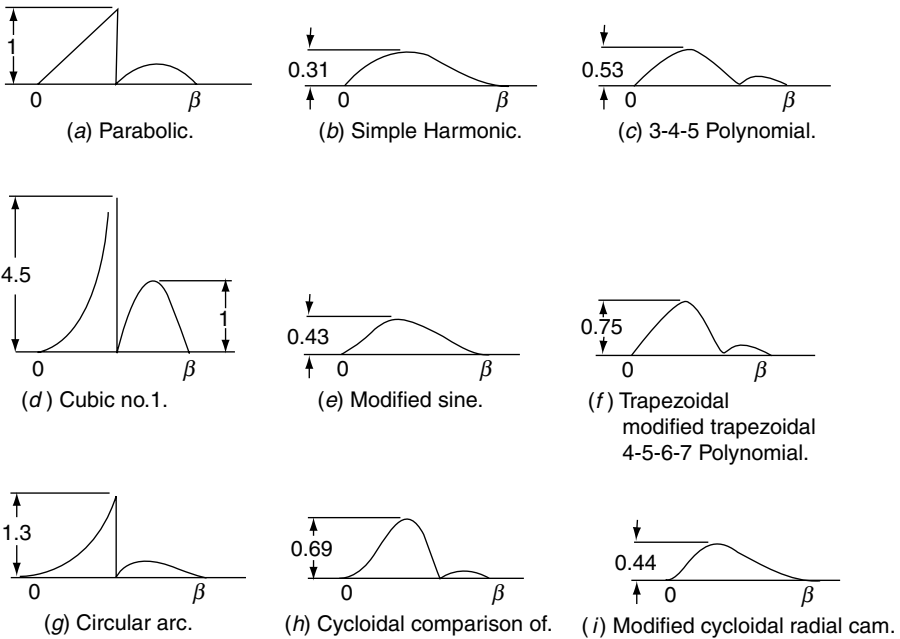 1
0
β
(a) Parabolic.
0.31
0
β
(b) Simple Harmonic.
0.53
0
β
(c) 3-4-5 Polynomial.
4.5
1
0
β
(d ) Cubic no.1.
0.43
0
β
(e) Modified sine.
0.75
0
β
(f ) Trapezoidal
modified trapezoidal
4-5-6-7 Polynomial.
1.3
0
β
(g) Circular arc.
0.69
0
β
(h) Cycloidal comparison of.
0.44
0
β
(i ) Modified cycloidal radial cam.